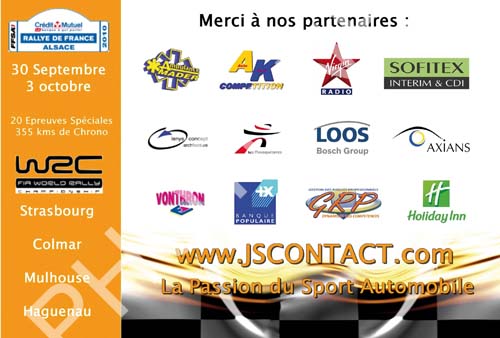 Crédit Mutuel
FFSA
RALLYE DE FRANCE
ALSACE
2010
30 Septembre
3 octobre
20 Epreuves Spéciales
355 kms de Chrono
WRC
FIA WORLD RALLY
CHAMPIONSHIP
Strasbourg
Colmar
Mulhouse
Haguenau
Merci à nos partenaires :
AK
COMPETITION
Virgin
RADIO
SOFITEX
INTERIM & CDI
LOOS
Bosch Group
AXIANS
VONTHRON
BANQUE
POPULAIRE
GRP
Holiday Inn
www.JSCONTACT.com
La Passion du Sport Automobile